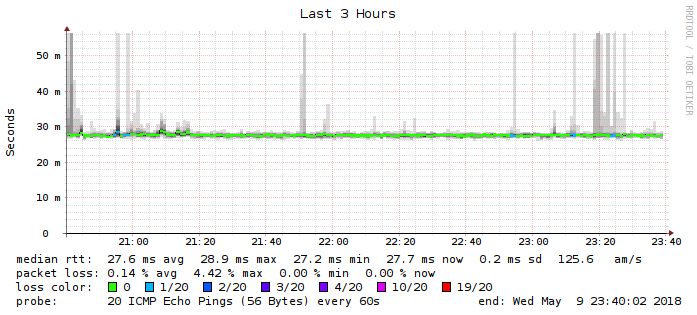 Last 3 Hours
RRDTOOL / TOBI OETIKER
Seconds
50 m
40 m
30 m
20 m
10 m
0
21:00 21:20 21:40 22:00 22:20 22:40 23:00 23:20 23:40
median rtt: 27.6 ms avg 28.9 ms max 27.2 ms min 27.7 ms now 0.2 ms sd 125.6 am/s
packet loss: 0.14 % avg 4.42 % max 0.00 % min 0.00 % now
loss color: 0 1/20 2/20 3/20 4/20 10/20 19/20
probe: 20 ICMP Echo Pings (56 Bytes) every 60s end: Wed May 9 23:40:02 2018